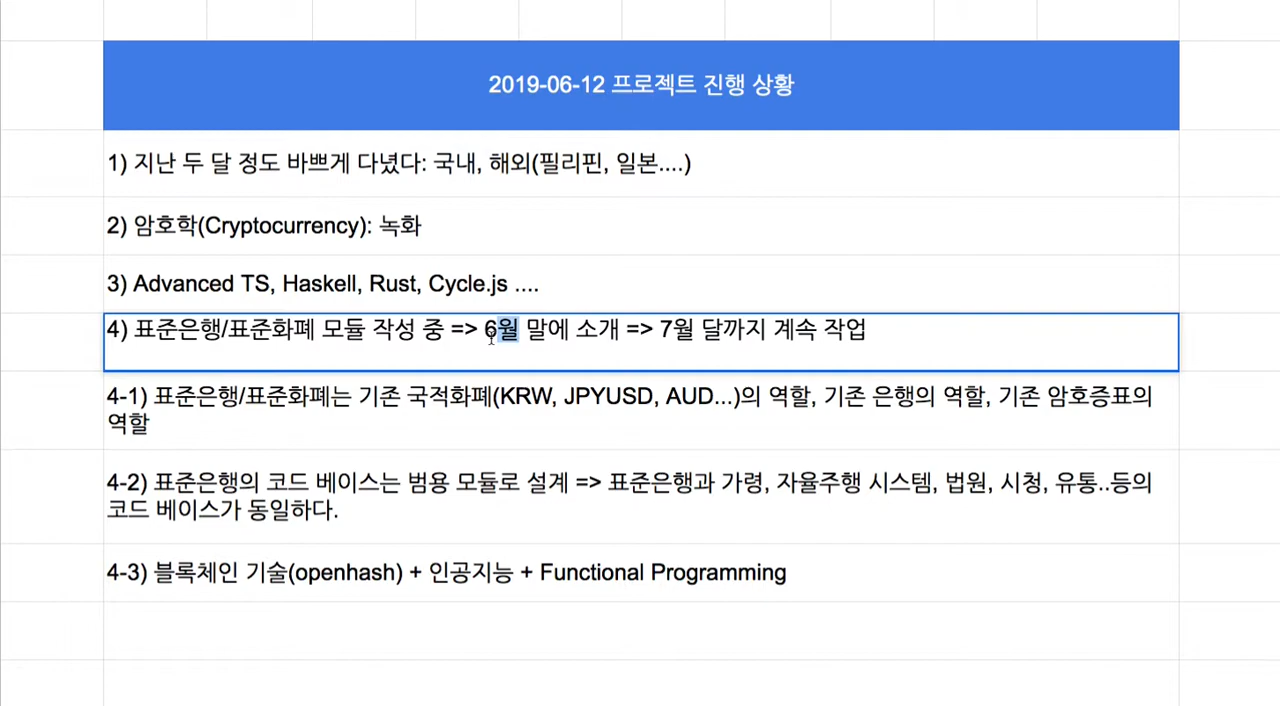 2019-06-12 프로젝트 진행 상황
1) 지난 두 달 정도 바쁘게 다녔다: 국내, 해외(필리핀, 일본....)
2) 암호학(Cryptocurrency): 녹화
3) Advanced TS, Haskell, Rust, Cycle.js ....
4) 표준은행/표준화폐 모듈 작성 중 => 6월 말에 소개 => 7월 달까지 계속 작업
4-1) 표준은행/표준화폐는 기존 국적화폐(KRW, JPYUSD, AUD...)의 역할, 기존 은행의 역할, 기존 암호증표의
역할
4-2) 표준은행의 코드 베이스는 범용 모듈로 설계 => 표준은행과 가령, 자율주행 시스템, 법원, 시청, 유통..등의
코드 베이스가 동일하다.
4-3) 블록체인 기술(openhash) + 인공지능 + Functional Programming